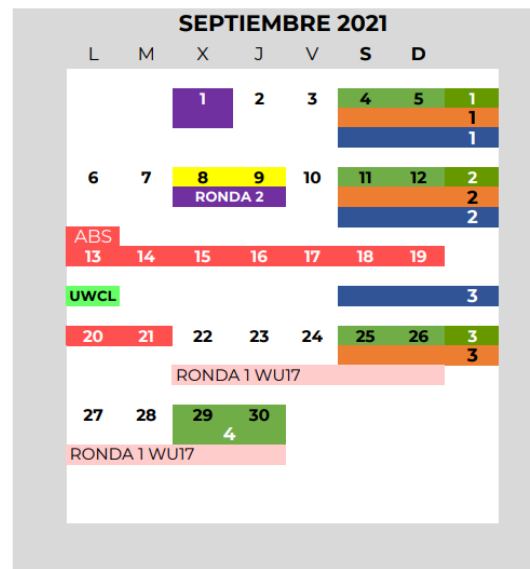 SEPTIEMBRE 2021
L M X J V S D
1 2 3 4 5 1
1
1
6 7 8 9 10 11 12 2
RONDA 2 2
2
ABS
13 14 15 16 17 18 19
UWCL 3
20 21 22 23 24 25 26 3
3
RONDA 1 WU17
27 28 29 30
4
RONDA 1 WU17